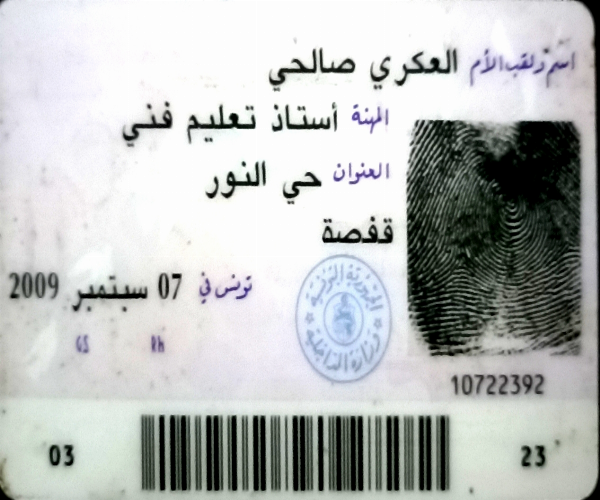 اسم ولقب الأم العكري صالحي
المهنة أستاذ تعليم فني
العنوان حي النور
قفصة
تونس في 07 سبتمبر 2009
GS Rh
الجمهورية التونسية
وزارة الداخلية
10722392
03 23